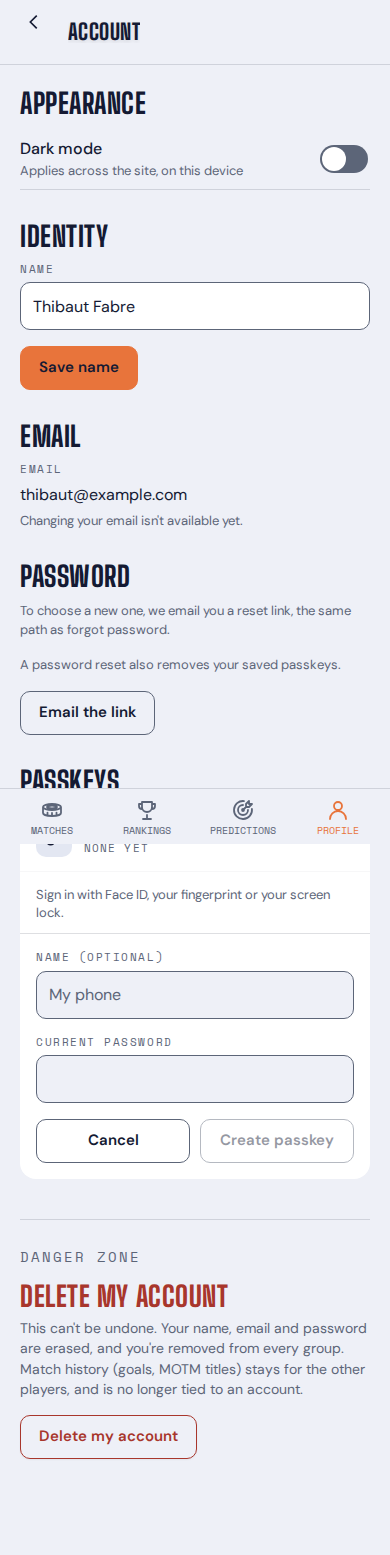 ACCOUNT
APPEARANCE
Dark mode
Applies across the site, on this device
IDENTITY
NAME
Thibaut Fabre
Save name
EMAIL
EMAIL
thibaut@example.com
Changing your email isn't available yet.
PASSWORD
To choose a new one, we email you a reset link, the same
path as forgot password.
A password reset also removes your saved passkeys.
Email the link
PASSKEYS
MATCHES
RANKINGS
PREDICTIONS
PROFILE
NONE YET
Sign in with Face ID, your fingerprint or your screen
lock.
NAME (OPTIONAL)
My phone
CURRENT PASSWORD
Cancel
Create passkey
DANGER ZONE
DELETE MY ACCOUNT
This can't be undone. Your name, email and password
are erased, and you're removed from every group.
Match history (goals, MOTM titles) stays for the other
players, and is no longer tied to an account.
Delete my account